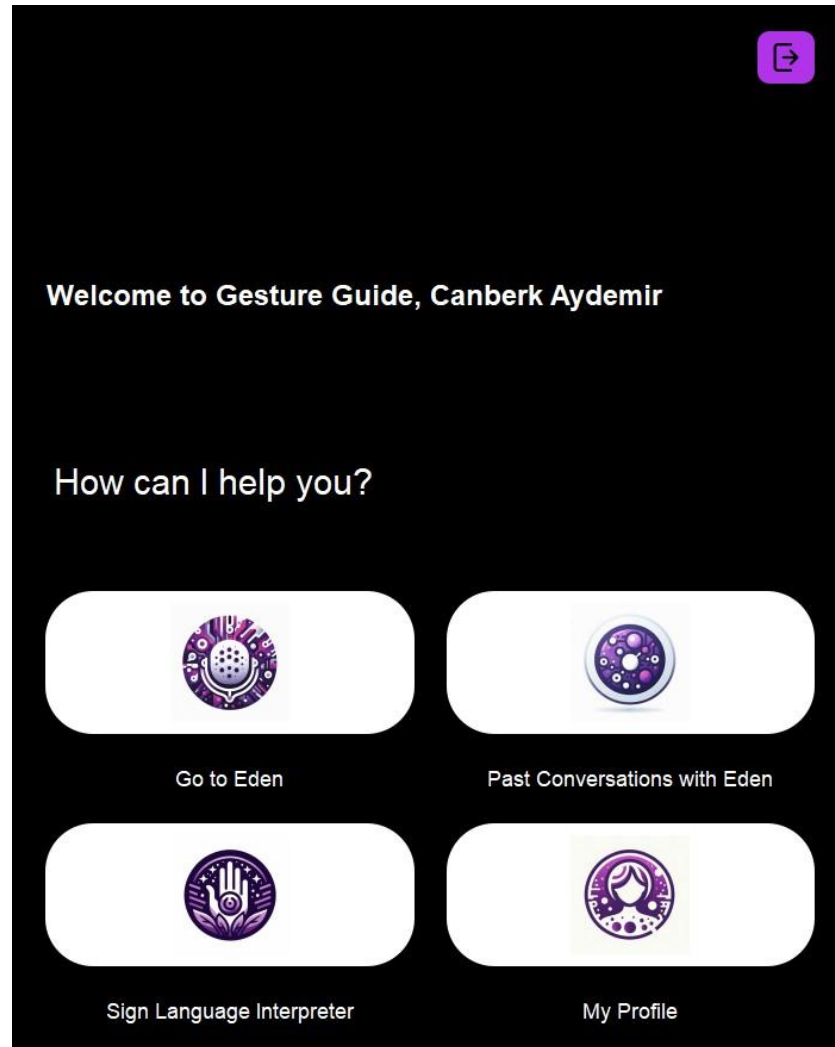 Welcome to Gesture Guide, Canberk Aydemir
How can I help you?
Go to Eden
Past Conversations with Eden
Sign Language Interpreter
My Profile